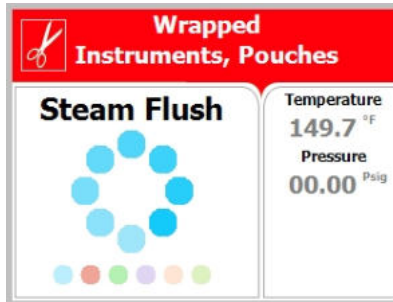 Wrapped
Instruments, Pouches
Steam Flush
Temperature
149.7 °F
Pressure
00.00 Psig